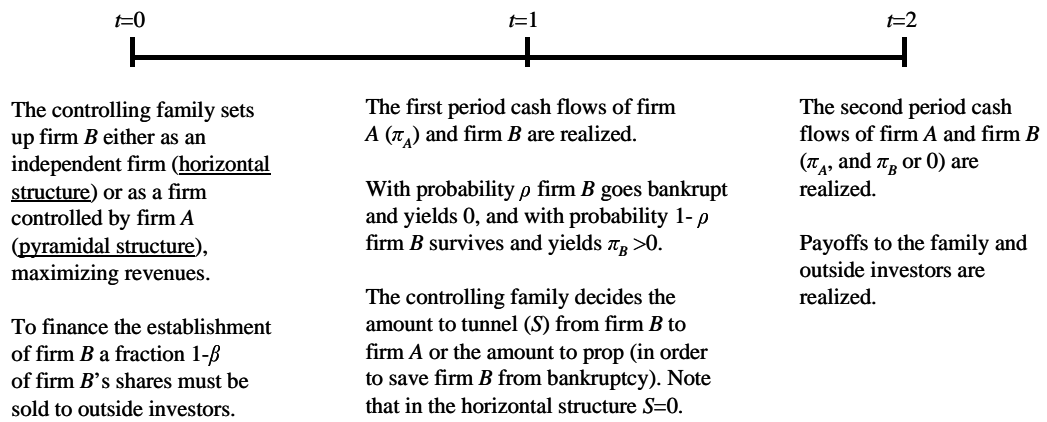 t=0
t=1
t=2
The controlling family sets
up firm B either as an
independent firm (horizontal
structure) or as a firm
controlled by firm A
(pyramidal structure),
maximizing revenues.
To finance the establishment
of firm B a fraction 1-β
of firm B's shares must be
sold to outside investors.
The first period cash flows of firm
A (π_A) and firm B are realized.
With probability ρ firm B goes bankrupt
and yields 0, and with probability 1- ρ
firm B survives and yields π_B >0.
The controlling family decides the
amount to tunnel (S) from firm B to
firm A or the amount to prop (in order
to save firm B from bankruptcy). Note
that in the horizontal structure S=0.
The second period cash
flows of firm A and firm B
(π_A, and π_B or 0) are
realized.
Payoffs to the family and
outside investors are
realized.